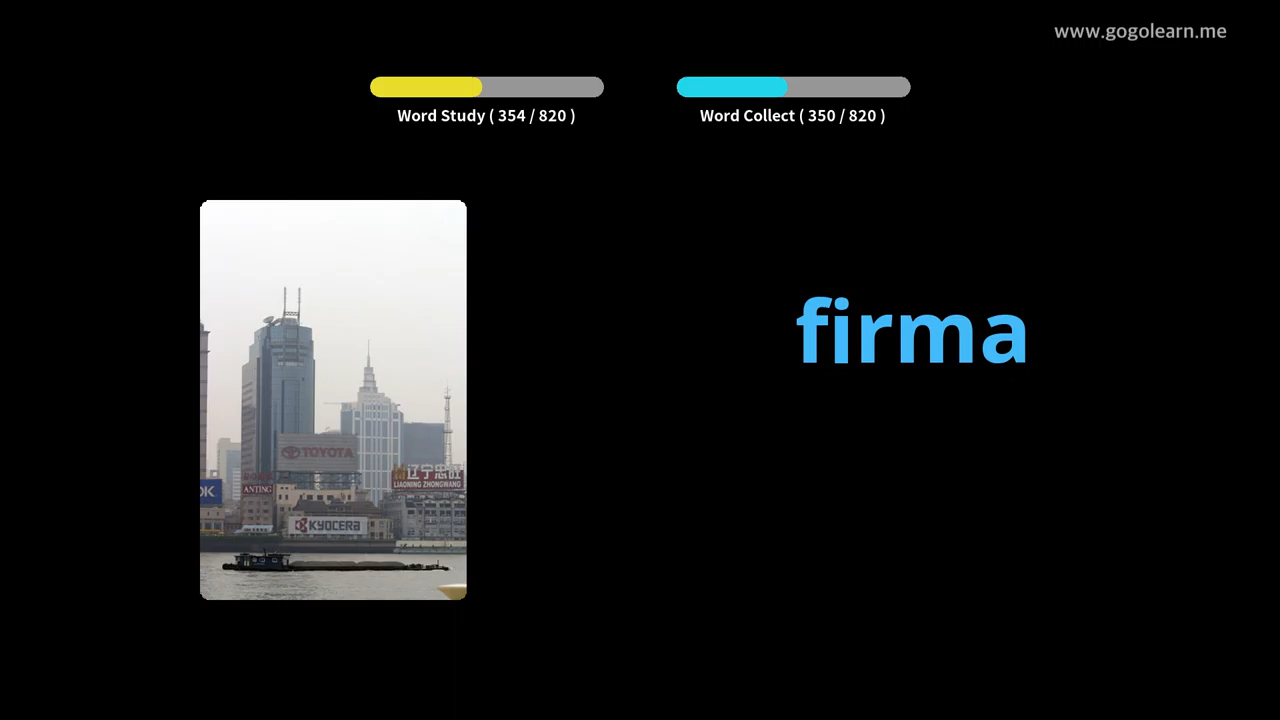 www.gogolearn.me
Word Study ( 354 / 820 )
Word Collect ( 350 / 820 )
firma
TOYOTA
辽宁忠旺
LIAONING ZHONGWANG
ANTING
OK
KYOCERA